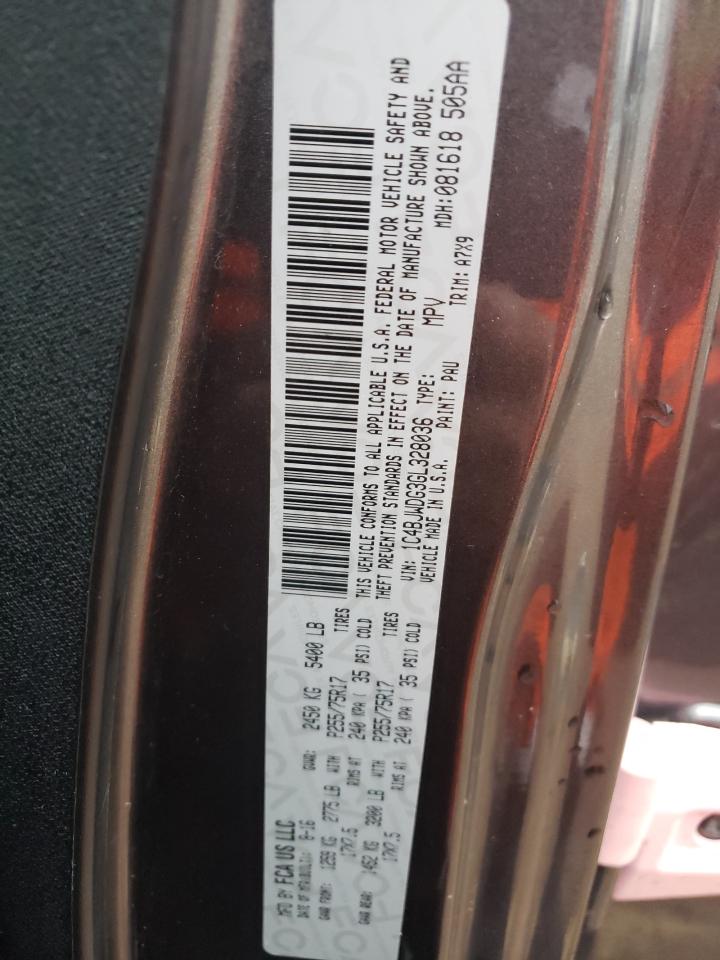 MFD BY FCA US LLC
DATE OF MFR: 8-16 GVWR: 2450 KG 5400 LB
GAWR FRONT: 1259 KG 2775 LB WITH P255/75R17 TIRES
17X7.5 RIMS AT 240 KPA ( 35 PSI) COLD
GAWR REAR: 1452 KG 3200 LB WITH P255/75R17 TIRES
17X7.5 RIMS AT 240 KPA ( 35 PSI) COLD
THIS VEHICLE CONFORMS TO ALL APPLICABLE U.S.A. FEDERAL MOTOR VEHICLE SAFETY AND
THEFT PREVENTION STANDARDS IN EFFECT ON THE DATE OF MANUFACTURE SHOWN ABOVE.
VIN: 1C4BJWDG3GL328036 TYPE: MPV MDH:081618 505AA
VEHICLE MADE IN U.S.A. PAINT: PAU TRIM: A7X9